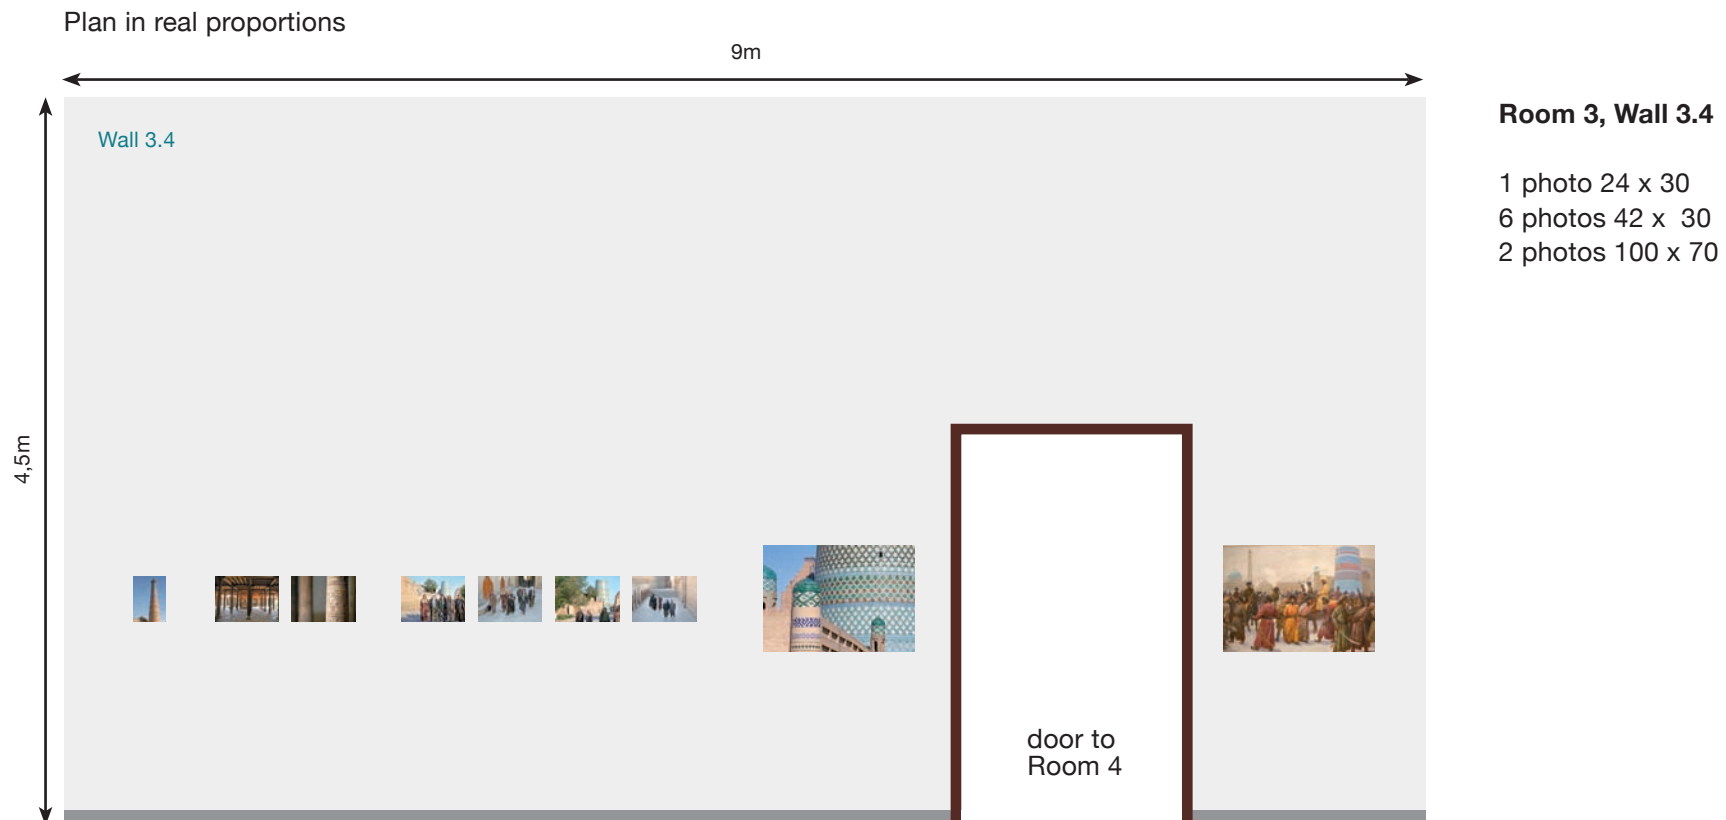 Plan in real proportions
9m
Wall 3.4
4,5m
door to
Room 4
Room 3, Wall 3.4
1 photo 24 x 30
6 photos 42 x  30
2 photos 100 x 70